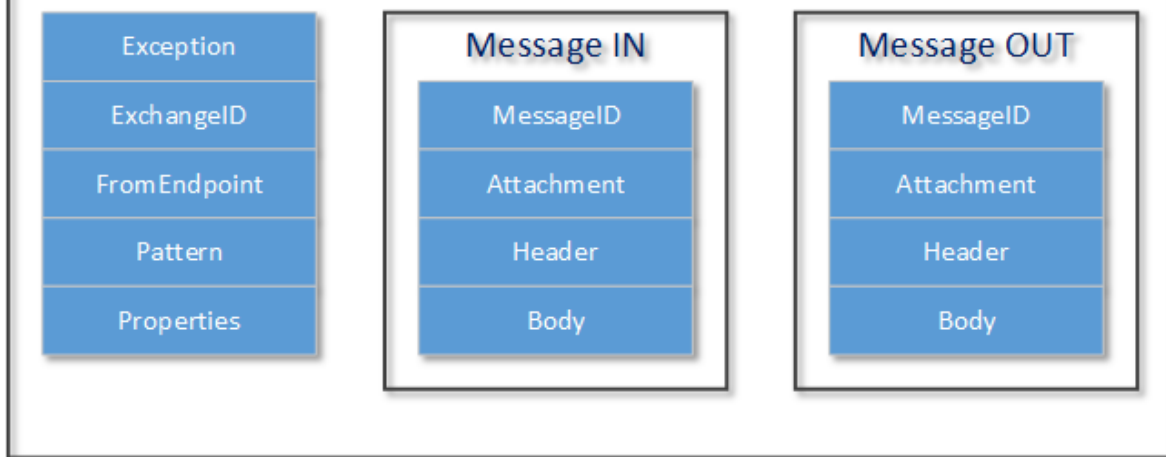 Exception
ExchangeID
FromEndpoint
Pattern
Properties
Message IN
MessageID
Attachment
Header
Body
Message OUT
MessageID
Attachment
Header
Body